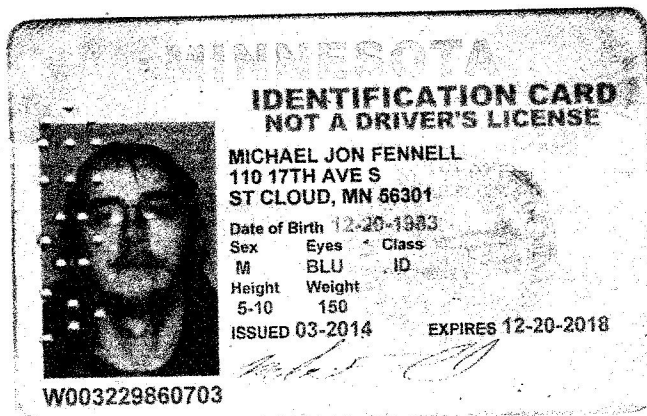 MINNESOTA
IDENTIFICATION CARD
NOT A DRIVER'S LICENSE
MICHAEL JON FENNELL
110 17TH AVE S
ST CLOUD, MN 56301
Date of Birth 12-20-1983
Sex Eyes Class
M BLU ID
Height Weight
5-10 150
ISSUED 03-2014 EXPIRES 12-20-2018
W003229860703